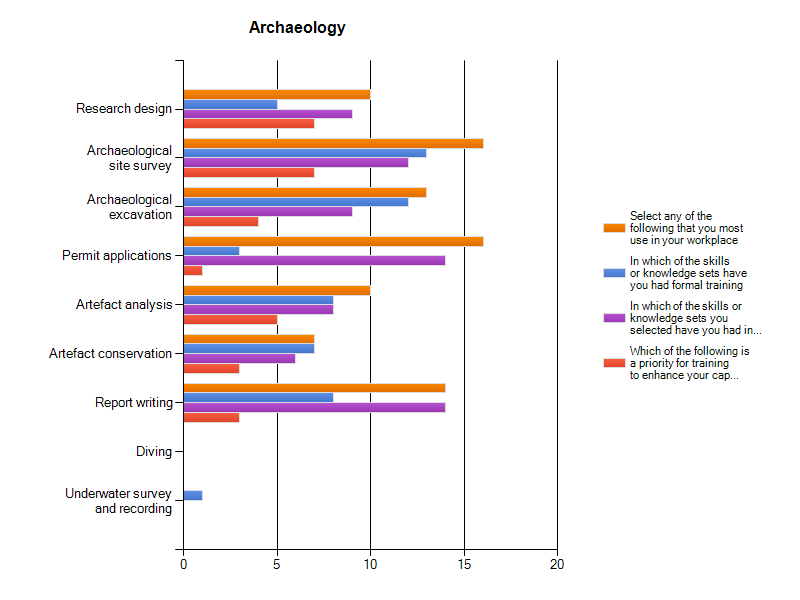 Archaeology
Research design
Archaeological
site survey
Archaeological
excavation
Permit applications
Artefact analysis
Artefact conservation
Report writing
Diving
Underwater survey
and recording
0 5 10 15 20
Select any of the
following that you most
use in your workplace
In which of the skills
or knowledge sets have
you had formal training
In which of the skills or
knowledge sets you
selected have you had in...
Which of the following is
a priority for training
to enhance your cap...